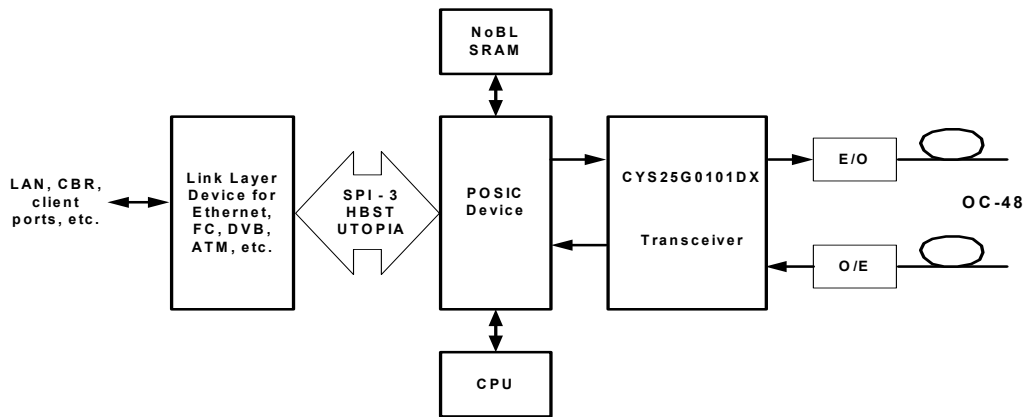 NoBL
SRAM
LAN, CBR,
client
ports, etc.
Link Layer
Device for
Ethernet,
FC, DVB,
ATM, etc.
SPI - 3
HBST
UTOPIA
POSIC
Device
CYS25G0101DX
Transceiver
E/O
OC-48
O/E
CPU